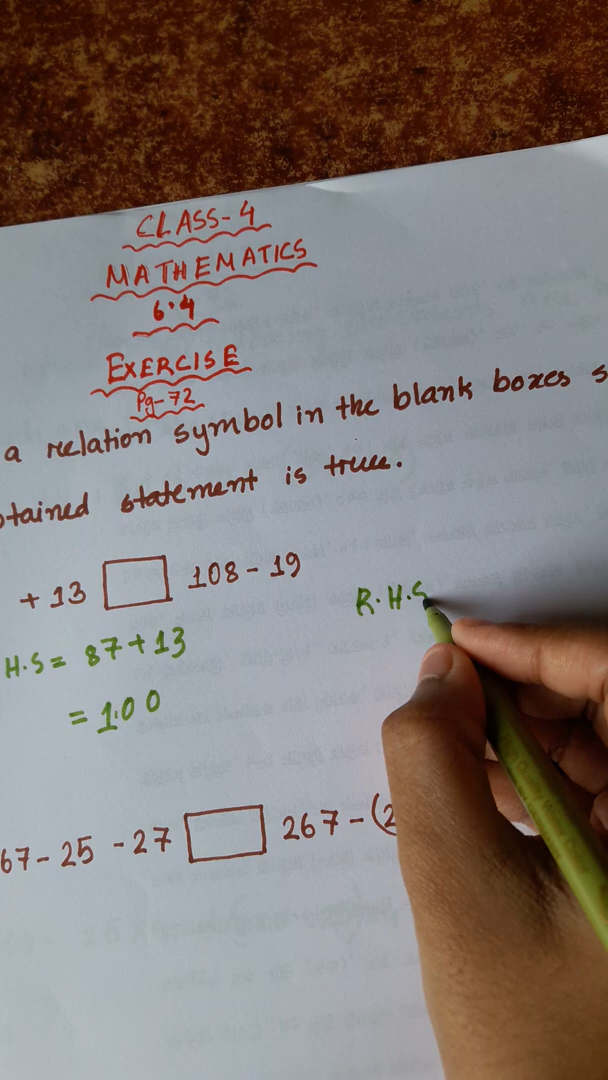 CLASS-4
MATHEMATICS
6.4
EXERCISE
Pg-72
a relation symbol in the blank boxes s
tained statement is true.
+ 13 108 - 19
H.S = 87 + 13
R.H.S
= 100
67 - 25 - 27 267 - (2